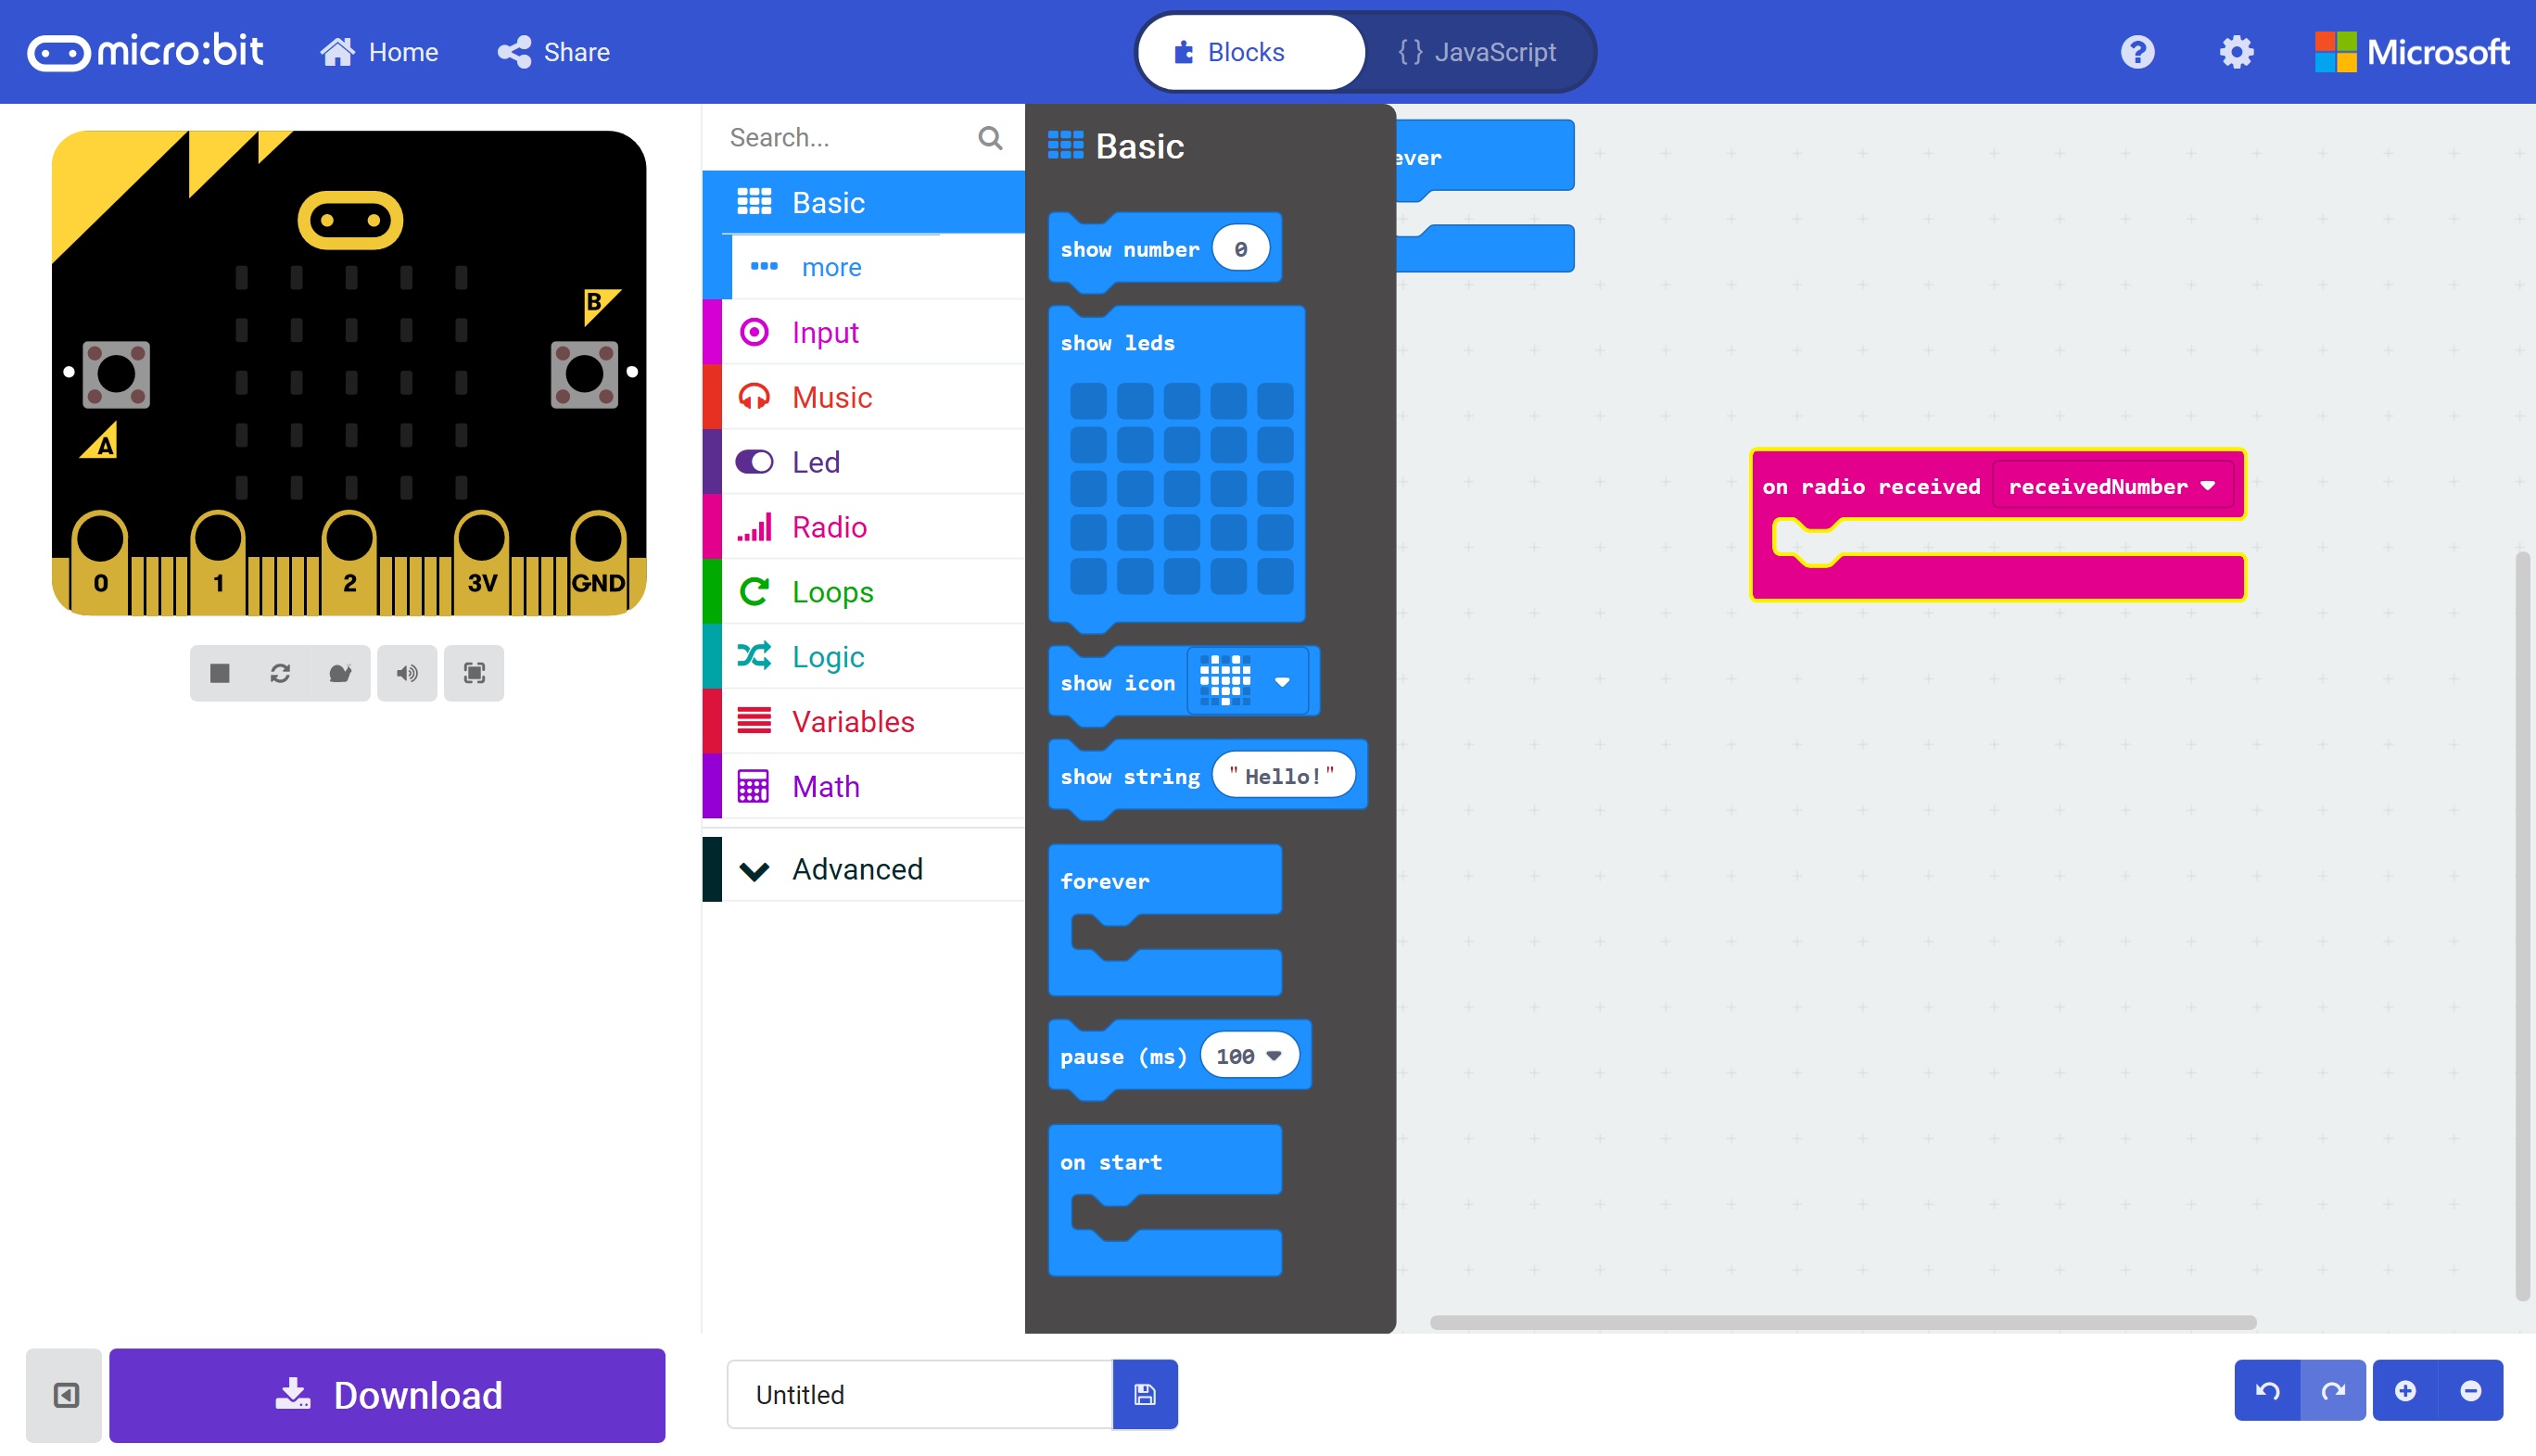 micro:bit Home Share Blocks {} JavaScript ? Microsoft
Search...
Basic
more
Input
Music
Led
Radio
Loops
Logic
Variables
Math
Advanced
B
A
0 1 2 3V GND
Basic
show number 0
show leds
show icon
show string "Hello!"
forever
pause (ms) 100
on start
ever
on radio received receivedNumber
Download
Untitled